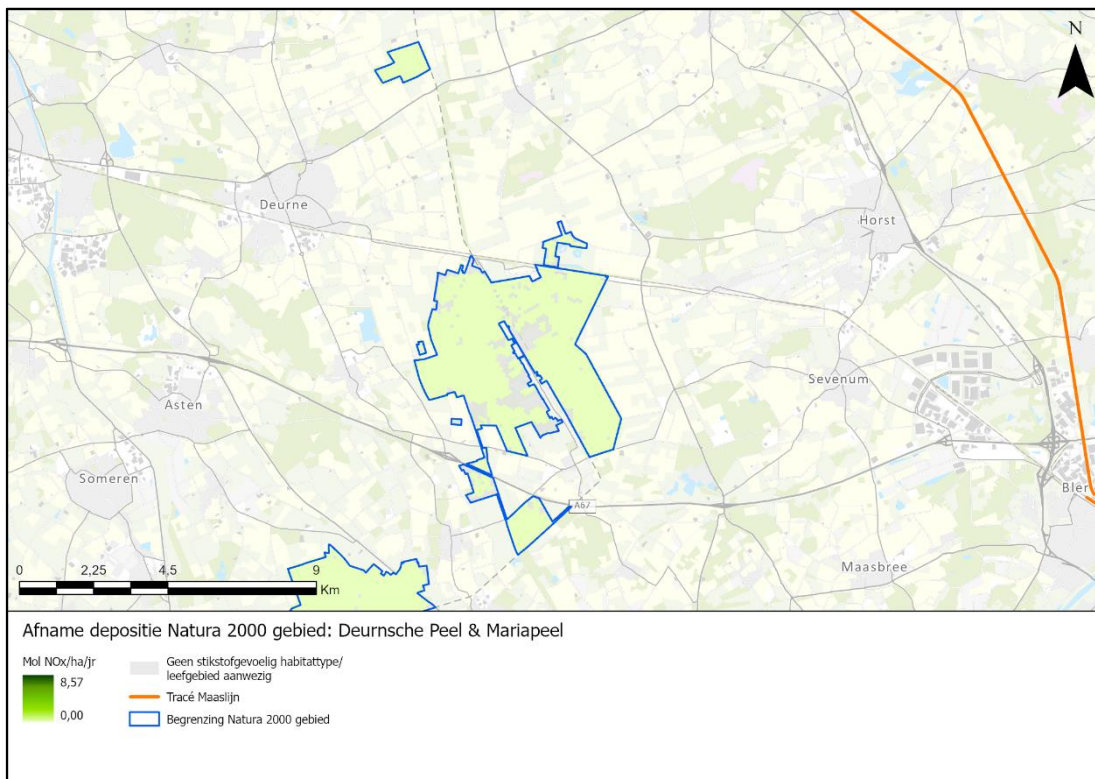 N
Deurne
Horst
Sevenum
Asten
Someren
A67
Bler
Maasbree
0 2,25 4,5 9
Km
Afname depositie Natura 2000 gebied: Deurnsche Peel & Mariapeel
Mol NOx/ha/jr
8,57
0,00
Geen stikstofgevoelig habitattype/
leefgebied aanwezig
Tracé Maaslijn
Begrenzing Natura 2000 gebied